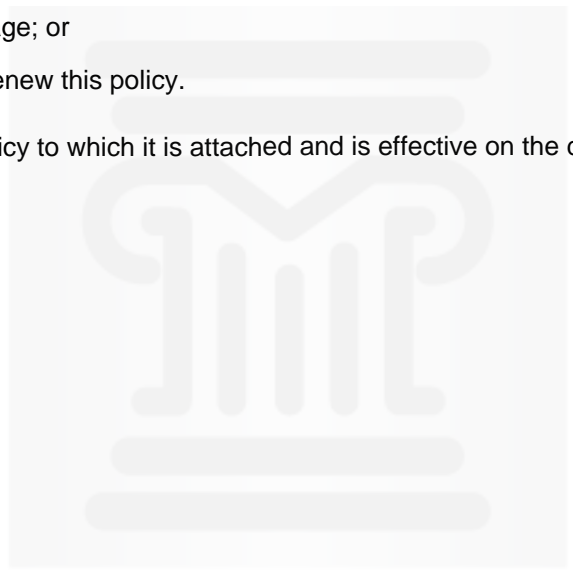 ge; or
enew this policy.
icy to which it is attached and is effective on the